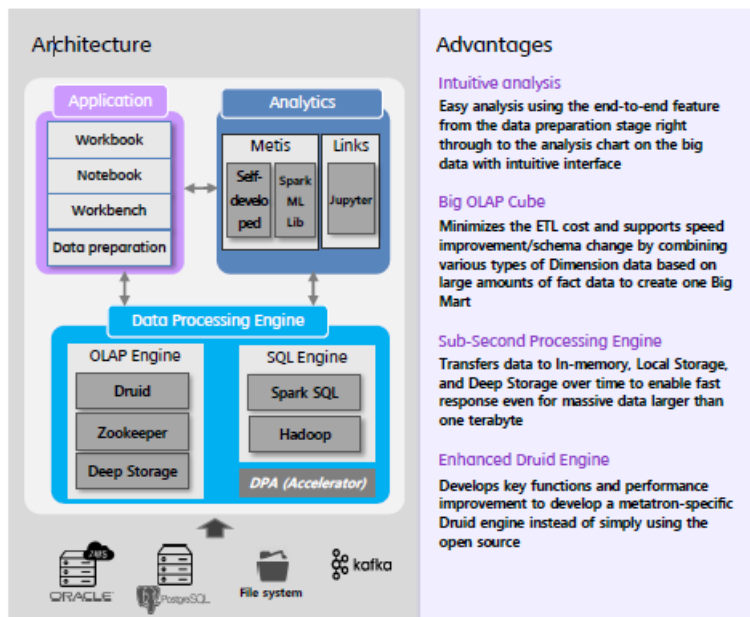 Architecture
Application
Workbook
Notebook
Workbench
Data preparation
Analytics
Metis
Self-
develo
ped
Spark
ML
Lib
Links
Jupyter
Data Processing Engine
OLAP Engine
Druid
Zookeeper
Deep Storage
SQL Engine
Spark SQL
Hadoop
DPA (Accelerator)
AWS
ORACLE
PostgreSQL
File system
kafka
Advantages
Intuitive analysis
Easy analysis using the end-to-end feature
from the data preparation stage right
through to the analysis chart on the big
data with intuitive interface
Big OLAP Cube
Minimizes the ETL cost and supports speed
improvement/schema change by combining
various types of Dimension data based on
large amounts of fact data to create one Big
Mart
Sub-Second Processing Engine
Transfers data to In-memory, Local Storage,
and Deep Storage over time to enable fast
response even for massive data larger than
one terabyte
Enhanced Druid Engine
Develops key functions and performance
improvement to develop a metatron-specific
Druid engine instead of simply using the
open source